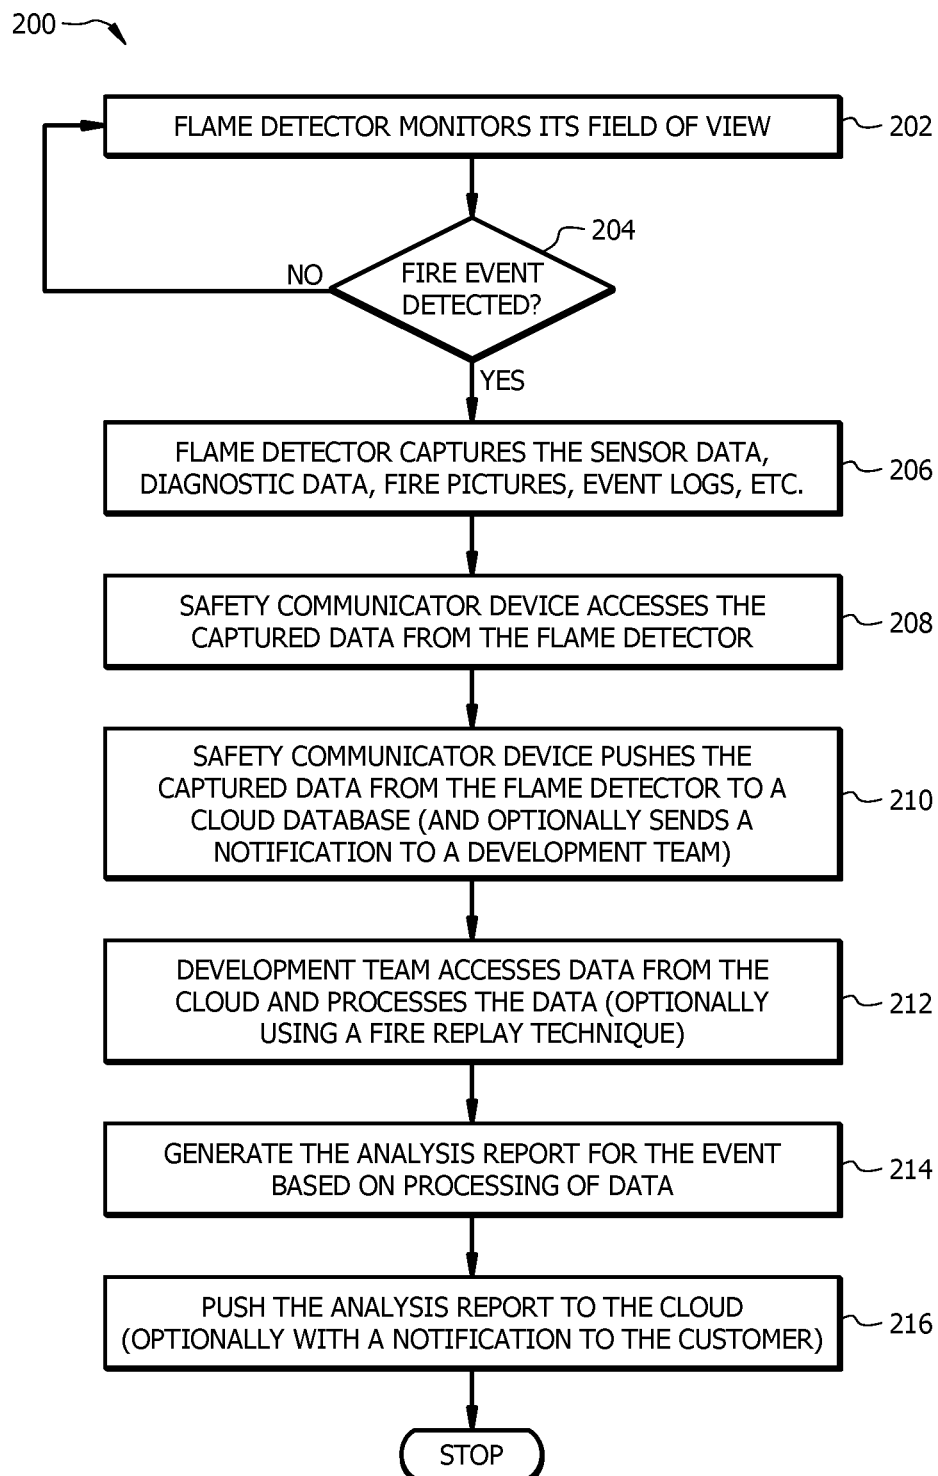 200
FLAME DETECTOR MONITORS ITS FIELD OF VIEW
202
204
FIRE EVENT
DETECTED?
NO
YES
FLAME DETECTOR CAPTURES THE SENSOR DATA,
DIAGNOSTIC DATA, FIRE PICTURES, EVENT LOGS, ETC.
206
SAFETY COMMUNICATOR DEVICE ACCESSES THE
CAPTURED DATA FROM THE FLAME DETECTOR
208
SAFETY COMMUNICATOR DEVICE PUSHES THE
CAPTURED DATA FROM THE FLAME DETECTOR TO A
CLOUD DATABASE (AND OPTIONALLY SENDS A
NOTIFICATION TO A DEVELOPMENT TEAM)
210
DEVELOPMENT TEAM ACCESSES DATA FROM THE
CLOUD AND PROCESSES THE DATA (OPTIONALLY
USING A FIRE REPLAY TECHNIQUE)
212
GENERATE THE ANALYSIS REPORT FOR THE EVENT
BASED ON PROCESSING OF DATA
214
PUSH THE ANALYSIS REPORT TO THE CLOUD
(OPTIONALLY WITH A NOTIFICATION TO THE CUSTOMER)
216
STOP